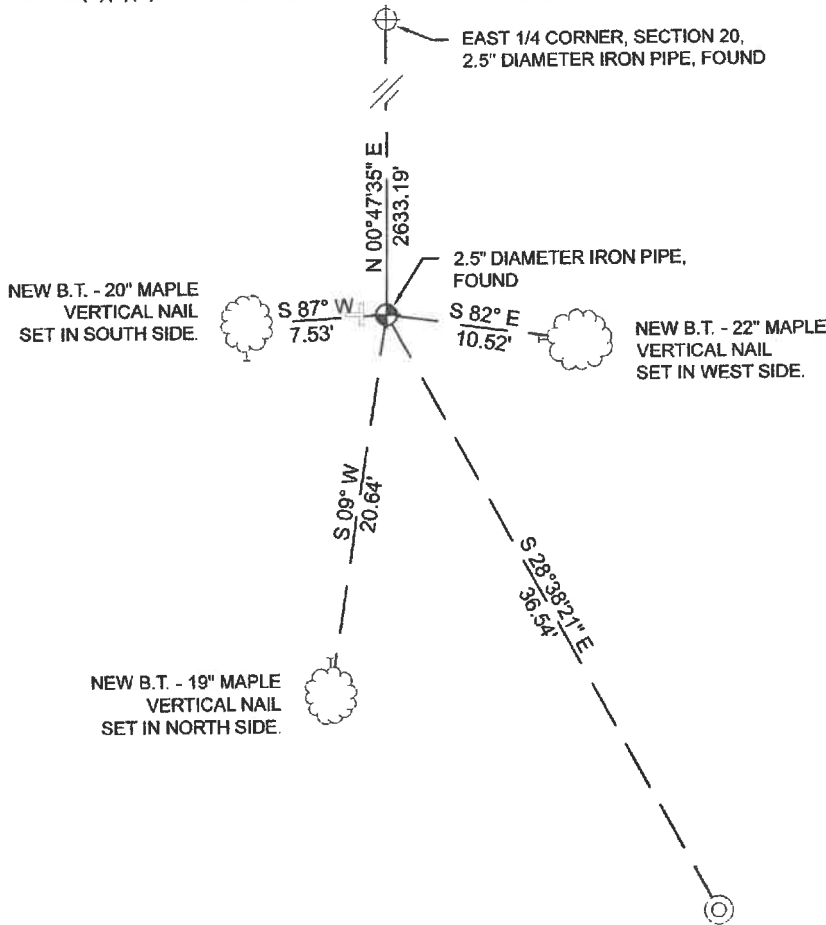 EAST 1/4 CORNER, SECTION 20,
2.5" DIAMETER IRON PIPE, FOUND
N 00°47'35" E
2633.19'
2.5" DIAMETER IRON PIPE,
FOUND
NEW B.T. - 20" MAPLE
VERTICAL NAIL
SET IN SOUTH SIDE.
S 87° W
7.53'
S 82° E
10.52'
NEW B.T. - 22" MAPLE
VERTICAL NAIL
SET IN WEST SIDE.
S 09° W
20.64'
S 28°38'21" E
36.54'
NEW B.T. - 19" MAPLE
VERTICAL NAIL
SET IN NORTH SIDE.